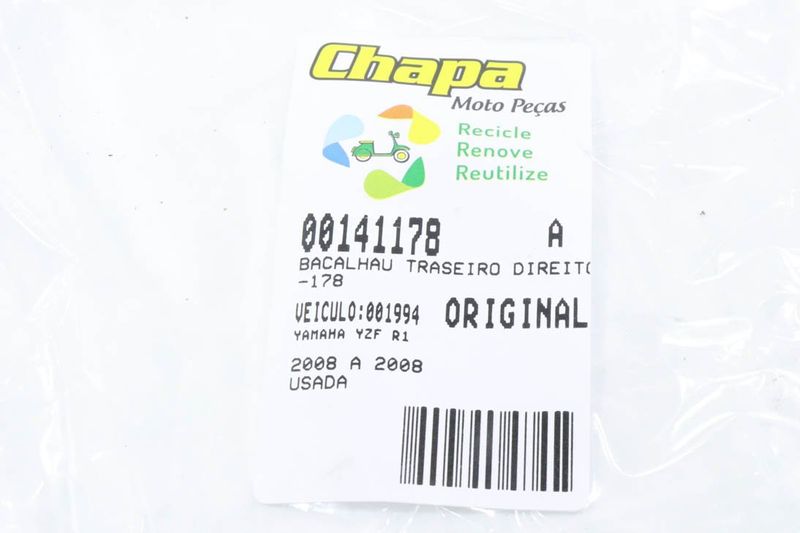 Chapa
Moto Peças
Recicle
Renove
Reutilize
00141178 A
BACALHAU TRASEIRO DIREITO
-178
VEICULO:001994 ORIGINAL
YAMAHA YZF R1
2008 A 2008
USADA